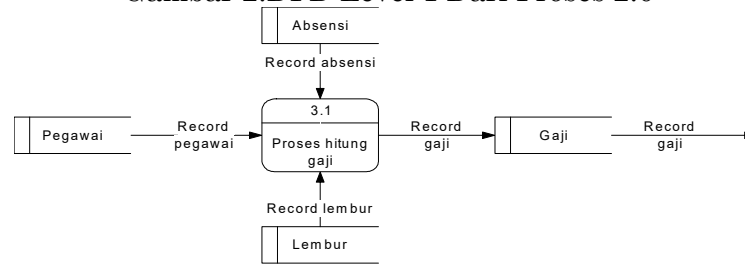 Absensi
Record absensi
3.1
Pegawai
Record
pegawai
Proses hitung
gaji
Record
gaji
Gaji
Record
gaji
Record lembur
Lembur